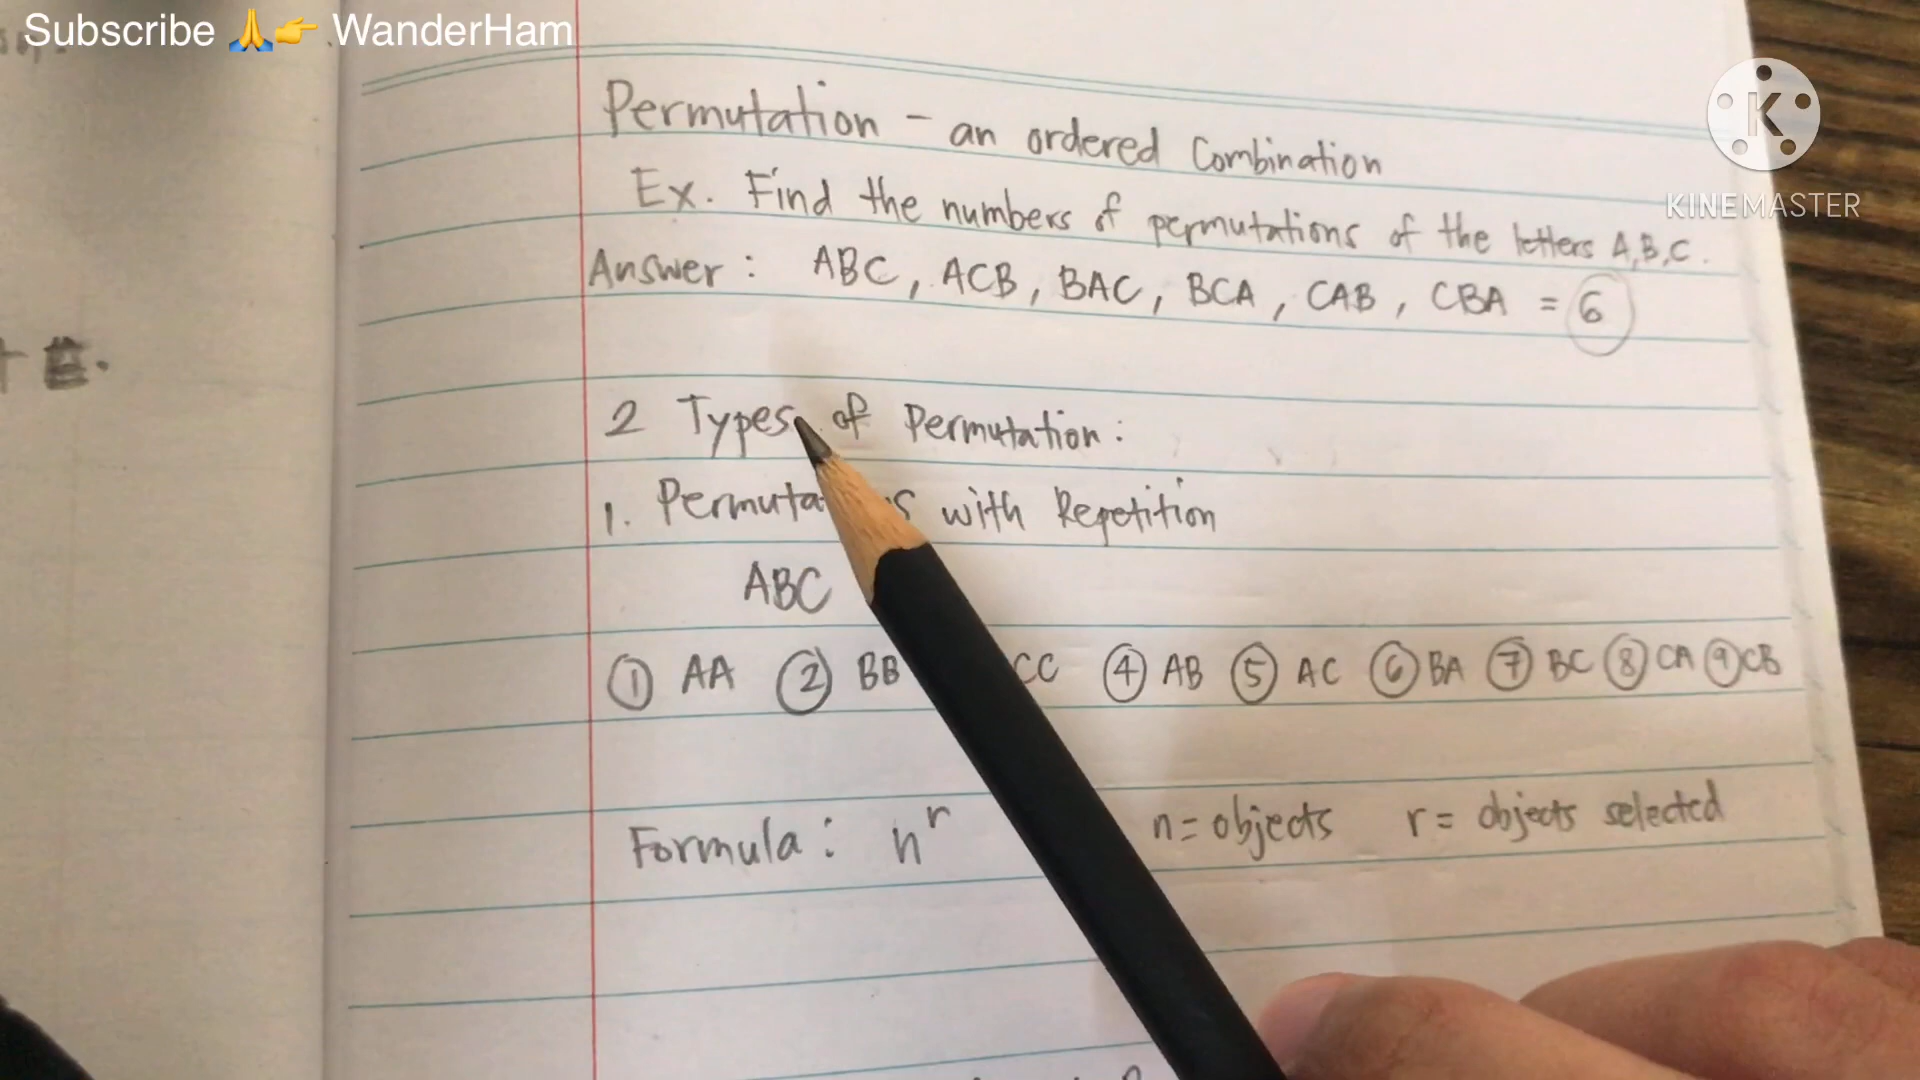 Subscribe 🙏👉 WanderHam
KINEMASTER
Permutation - an ordered Combination
Ex. Find the numbers of permutations of the letters A,B,C.
Answer : ABC, ACB, BAC, BCA, CAB, CBA = 6
2 Types of Permutation:
1. with Repetition
ABC
① AA ② BB CC ④ AB ⑤ AC ⑥ BA ⑦ BC ⑧ CA ⑨ CB
Formula : n^r n = objects r = objects selected